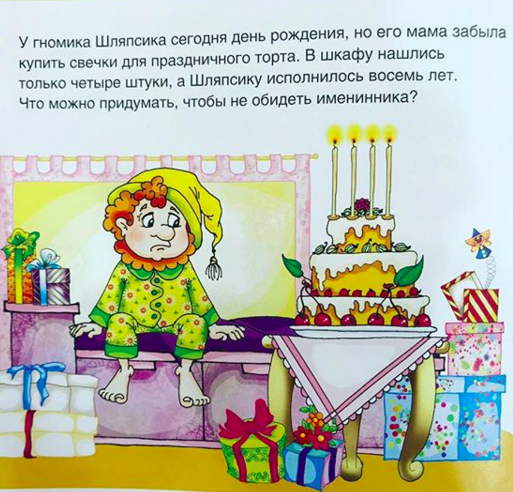 У гномика Шляпсика сегодня день рождения, но его мама забыла
купить свечки для праздничного торта. В шкафу нашлись
только четыре штуки, а Шляпсику исполнилось восемь лет.
Что можно придумать, чтобы не обидеть именинника?